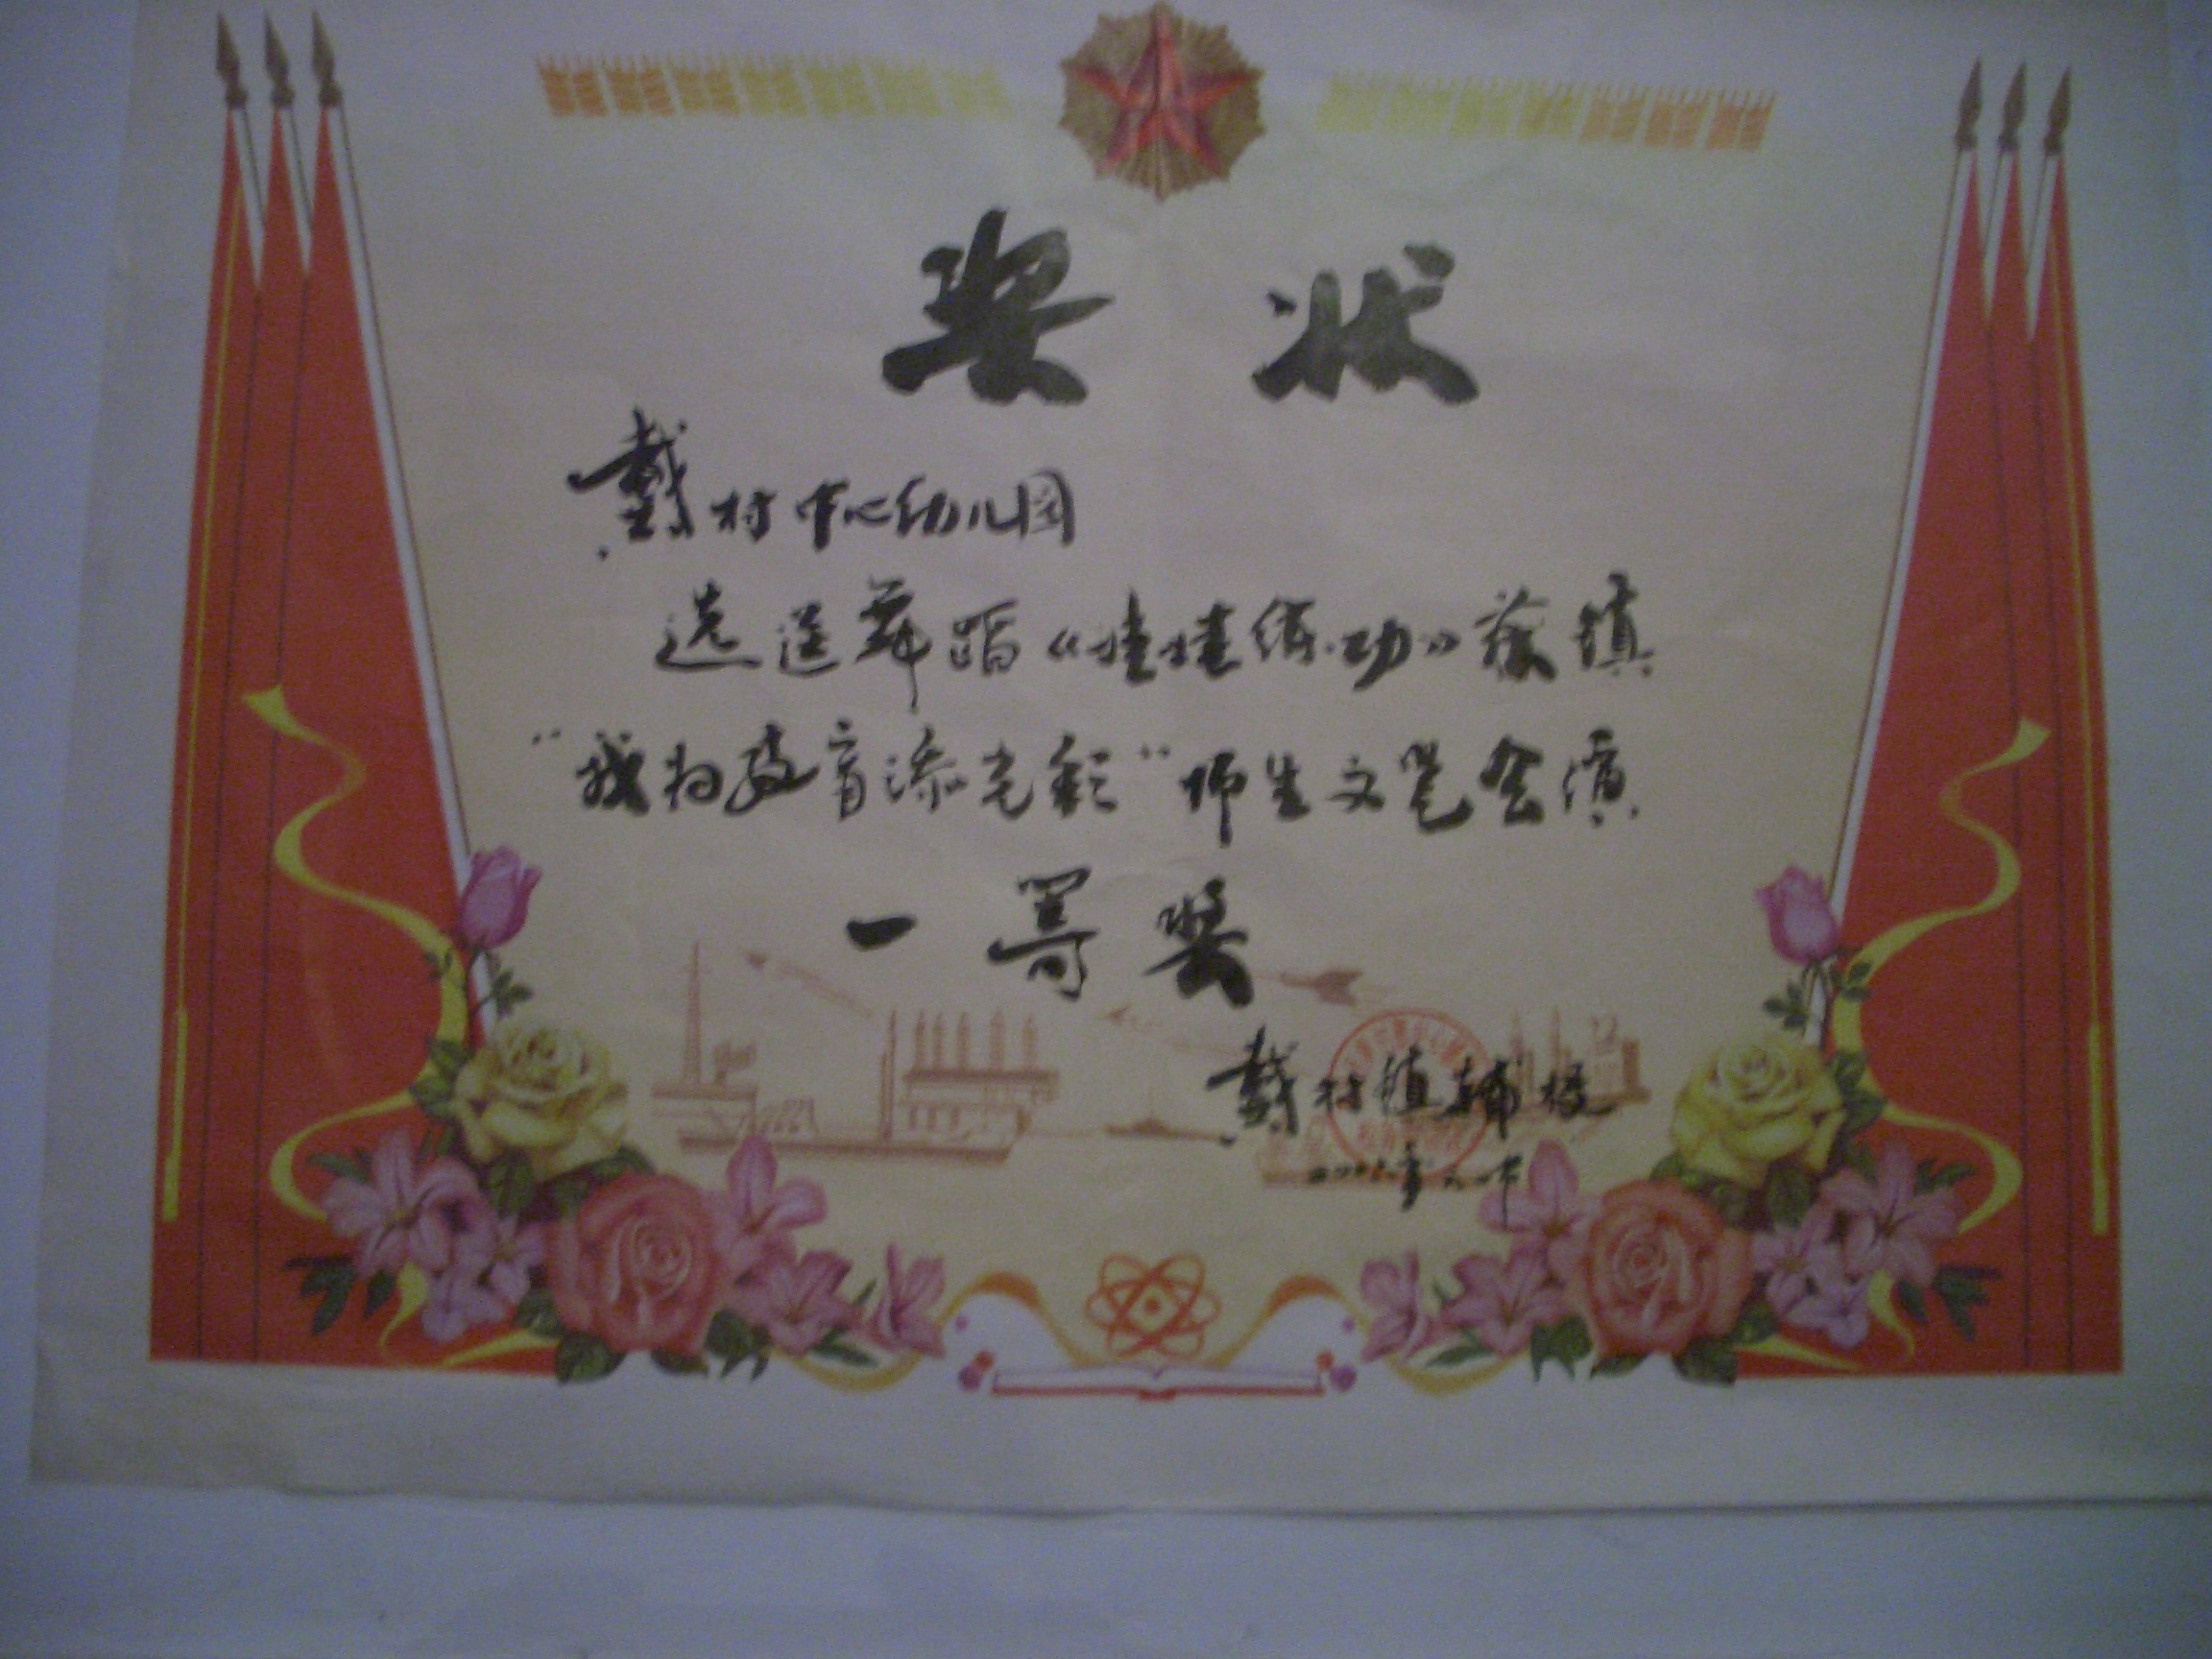 奖状
戴村中心幼儿园
选送舞蹈《娃娃练功》荣镇
"我为教育添光彩"师生文艺会演
一等奖
戴村镇辅校